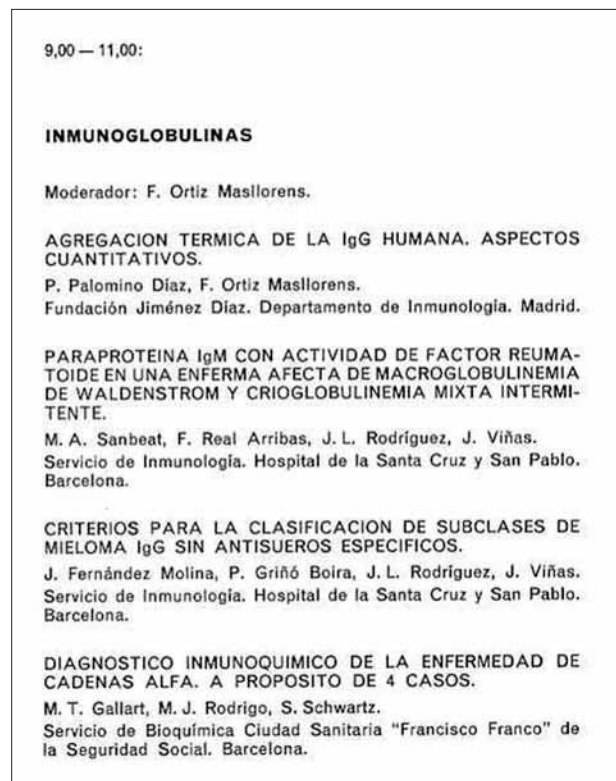 9,00 — 11,00:
INMUNOGLOBULINAS
Moderador: F. Ortiz Masllorens.
AGREGACION TERMICA DE LA IgG HUMANA. ASPECTOS
CUANTITATIVOS.
P. Palomino Díaz, F. Ortiz Masllorens.
Fundación Jiménez Díaz. Departamento de Inmunología. Madrid.
PARAPROTEINA IgM CON ACTIVIDAD DE FACTOR REUMA-
TOIDE EN UNA ENFERMA AFECTA DE MACROGLOBULINEMIA
DE WALDENSTROM Y CRIOGLOBULINEMIA MIXTA INTERMI-
TENTE.
M. A. Sanbeat, F. Real Arribas, J. L. Rodríguez, J. Viñas.
Servicio de Inmunología. Hospital de la Santa Cruz y San Pablo.
Barcelona.
CRITERIOS PARA LA CLASIFICACION DE SUBCLASES DE
MIELOMA IgG SIN ANTISUEROS ESPECIFICOS.
J. Fernández Molina, P. Griñó Boira, J. L. Rodríguez, J. Viñas.
Servicio de Inmunología. Hospital de la Santa Cruz y San Pablo.
Barcelona.
DIAGNOSTICO INMUNOQUIMICO DE LA ENFERMEDAD DE
CADENAS ALFA. A PROPOSITO DE 4 CASOS.
M. T. Gallart, M. J. Rodrigo, S. Schwartz.
Servicio de Bioquímica Ciudad Sanitaria "Francisco Franco" de
la Seguridad Social. Barcelona.